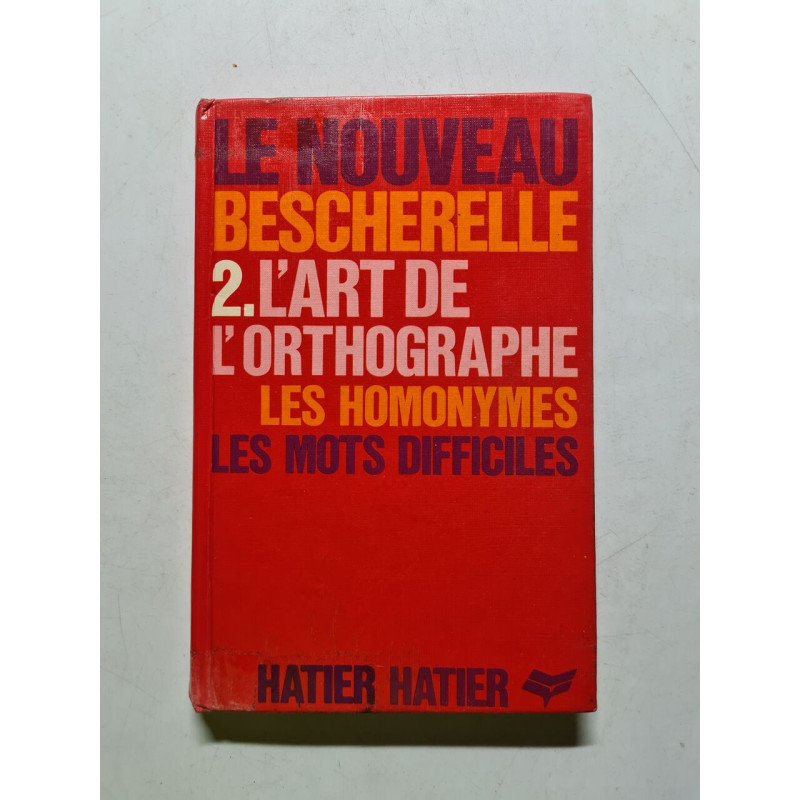 LE NOUVEAU
BESCHERELLE
2. L'ART DE
L'ORTHOGRAPHE
LES HOMONYMES
LES MOTS DIFFICILES
HATIER HATIER